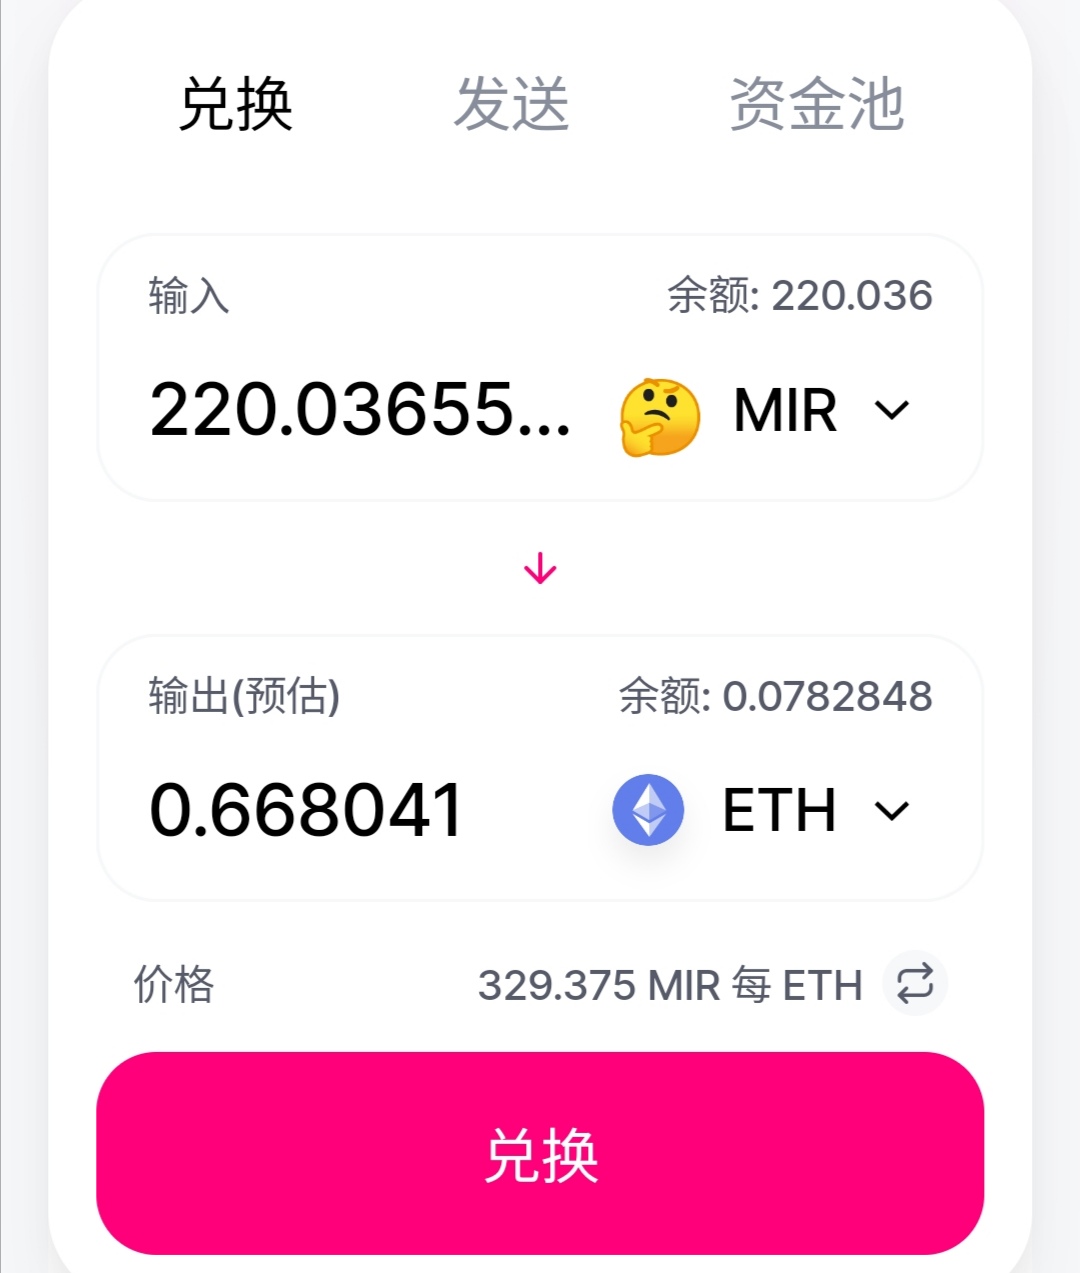 兑换 发送 资金池
输入 余额: 220.036
220.03655... MIR
输出(预估) 余额: 0.0782848
0.668041 ETH
价格 329.375 MIR 每 ETH
兑换